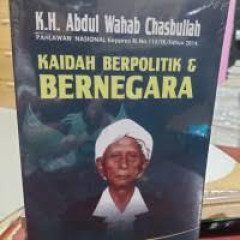 K.H. Abdul Wahab Chasbullah
PAHLAWAN NASIONAL
KAIDAH BERPOLITIK &
BERNEGARA